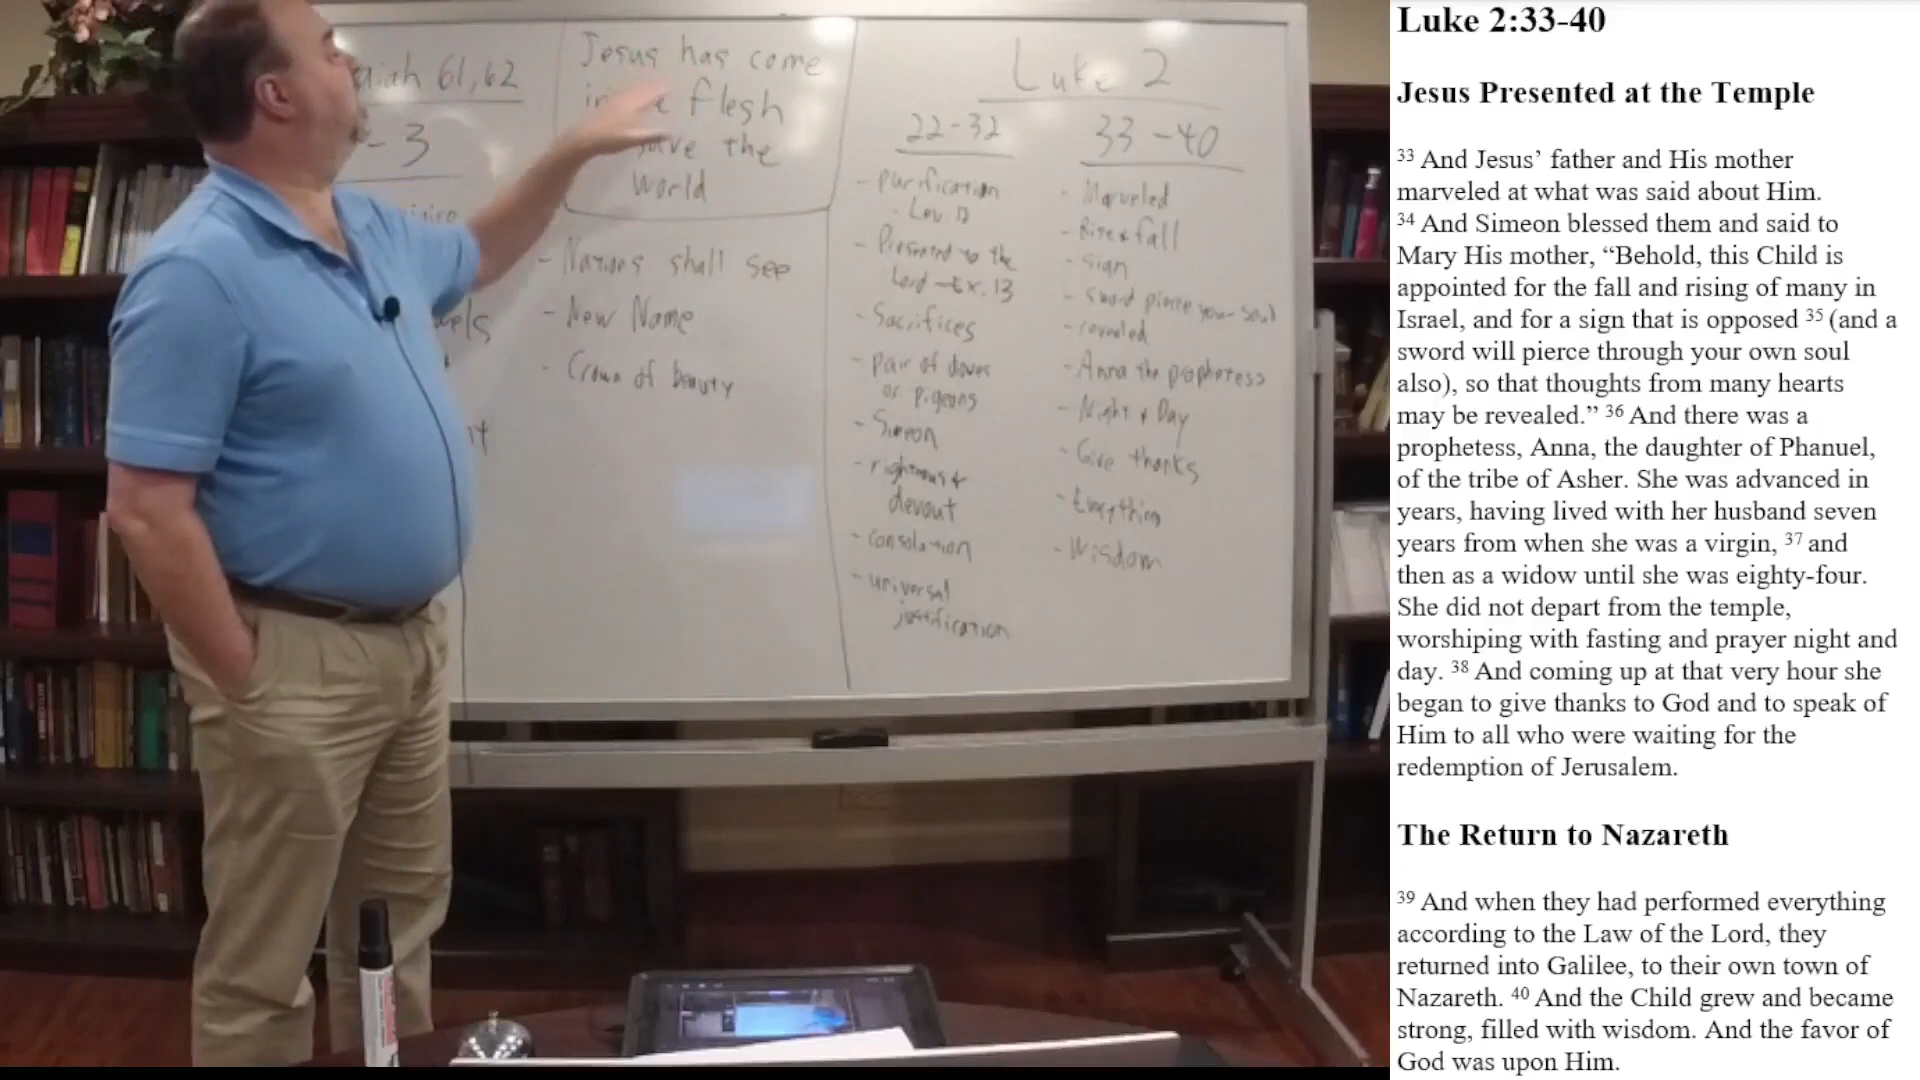 aiah 61,62
- 3
vels
Jesus has come
in e flesh
ave the
World
- Nations shall see
- New Name
- Crown of beauty
Luke 2
22-32
- purification
- Lev. 12
- Presented to the
Lord - Ex. 13
- Sacrifices
- pair of doves
or pigeons
- Simeon
- righteous &
devout
- consolation
- universal
justification
33-40
- Marveled
- Rise & fall
- sign
- sword pierce your soul
- revealed
- Anna the prophetess
- Night & Day
- Give thanks
- Everything
- Wisdom
Luke 2:33-40
Jesus Presented at the Temple
33 And Jesus’ father and His mother
marveled at what was said about Him.
34 And Simeon blessed them and said to
Mary His mother, “Behold, this Child is
appointed for the fall and rising of many in
Israel, and for a sign that is opposed 35 (and a
sword will pierce through your own soul
also), so that thoughts from many hearts
may be revealed.” 36 And there was a
prophetess, Anna, the daughter of Phanuel,
of the tribe of Asher. She was advanced in
years, having lived with her husband seven
years from when she was a virgin, 37 and
then as a widow until she was eighty-four.
She did not depart from the temple,
worshiping with fasting and prayer night and
day. 38 And coming up at that very hour she
began to give thanks to God and to speak of
Him to all who were waiting for the
redemption of Jerusalem.
The Return to Nazareth
39 And when they had performed everything
according to the Law of the Lord, they
returned into Galilee, to their own town of
Nazareth. 40 And the Child grew and became
strong, filled with wisdom. And the favor of
God was upon Him.